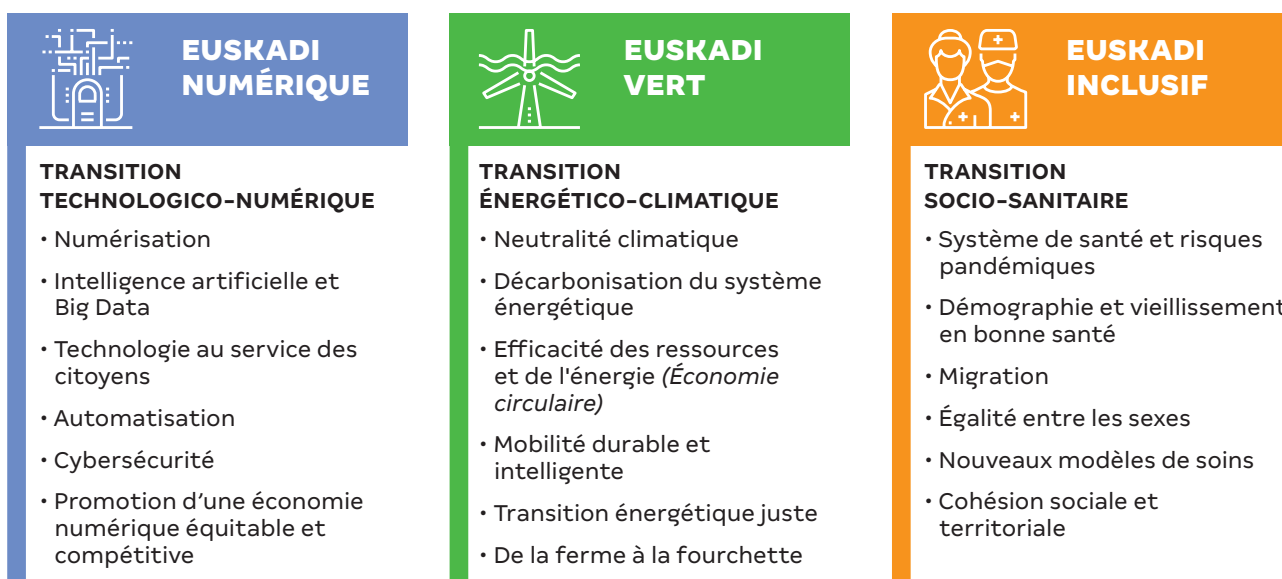 EUSKADI
NUMÉRIQUE
TRANSITION
TECHNOLOGICO-NUMÉRIQUE
• Numérisation
• Intelligence artificielle et
Big Data
• Technologie au service des
citoyens
• Automatisation
• Cybersécurité
• Promotion d’une économie
numérique équitable et
compétitive
EUSKADI
VERT
TRANSITION
ÉNERGÉTICO-CLIMATIQUE
• Neutralité climatique
• Décarbonisation du système
énergétique
• Efficacité des ressources
et de l'énergie (Économie
circulaire)
• Mobilité durable et
intelligente
• Transition énergétique juste
• De la ferme à la fourchette
EUSKADI
INCLUSIF
TRANSITION
SOCIO-SANITAIRE
• Système de santé et risques
pandémiques
• Démographie et vieillissement
en bonne santé
• Migration
• Égalité entre les sexes
• Nouveaux modèles de soins
• Cohésion sociale et
territoriale